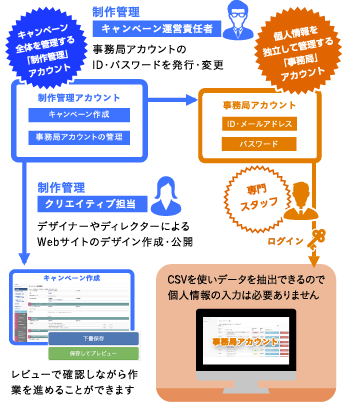 キャンペーン
全体を管理する
「制作管理」
アカウント
制作管理
キャンペーン運営責任者
事務局アカウントの
ID・パスワードを発行・変更
個人情報を
独立して管理する
「事務局」
アカウント
制作管理アカウント
キャンペーン作成
事務局アカウントの管理
事務局アカウント
ID・メールアドレス
パスワード
制作管理
クリエイティブ担当
デザイナーやディレクターによる
Webサイトのデザイン作成・公開
専門
スタッフ
ログイン
キャンペーン作成
下書保存
保存してプレビュー
レビューで確認しながら作
業を進めることができます
CSVを使いデータを抽出できるので
個人情報の入力は必要ありません
事務局アカウント